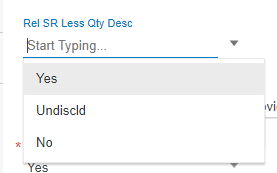 Rel SR Less Qty Desc
Start Typing...
Yes
Undiscld
No
*
Yes